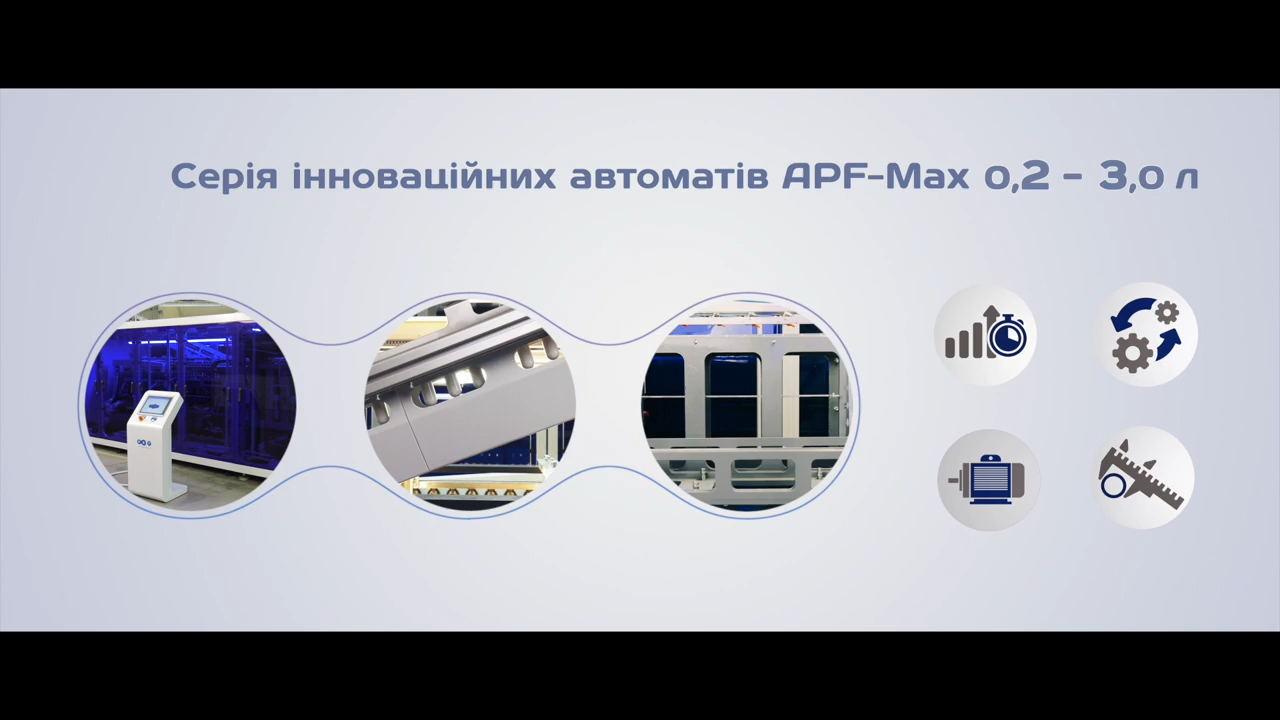 Серія інноваційних автоматів APF-Max 0,2 - 3,0 л